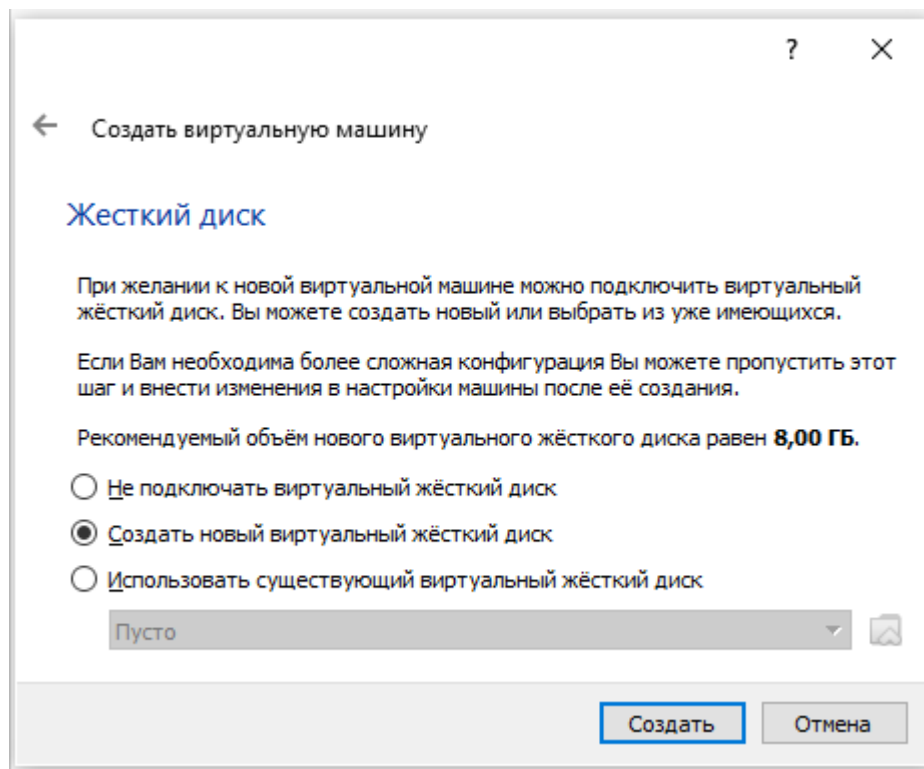 ?
Создать виртуальную машину
Жесткий диск
При желании к новой виртуальной машине можно подключить виртуальный
жёсткий диск. Вы можете создать новый или выбрать из уже имеющихся.
Если Вам необходима более сложная конфигурация Вы можете пропустить этот
шаг и внести изменения в настройки машины после её создания.
Рекомендуемый объём нового виртуального жёсткого диска равен 8,00 ГБ.
Не подключать виртуальный жёсткий диск
Создать новый виртуальный жёсткий диск
Использовать существующий виртуальный жёсткий диск
Пусто
Создать
Отмена